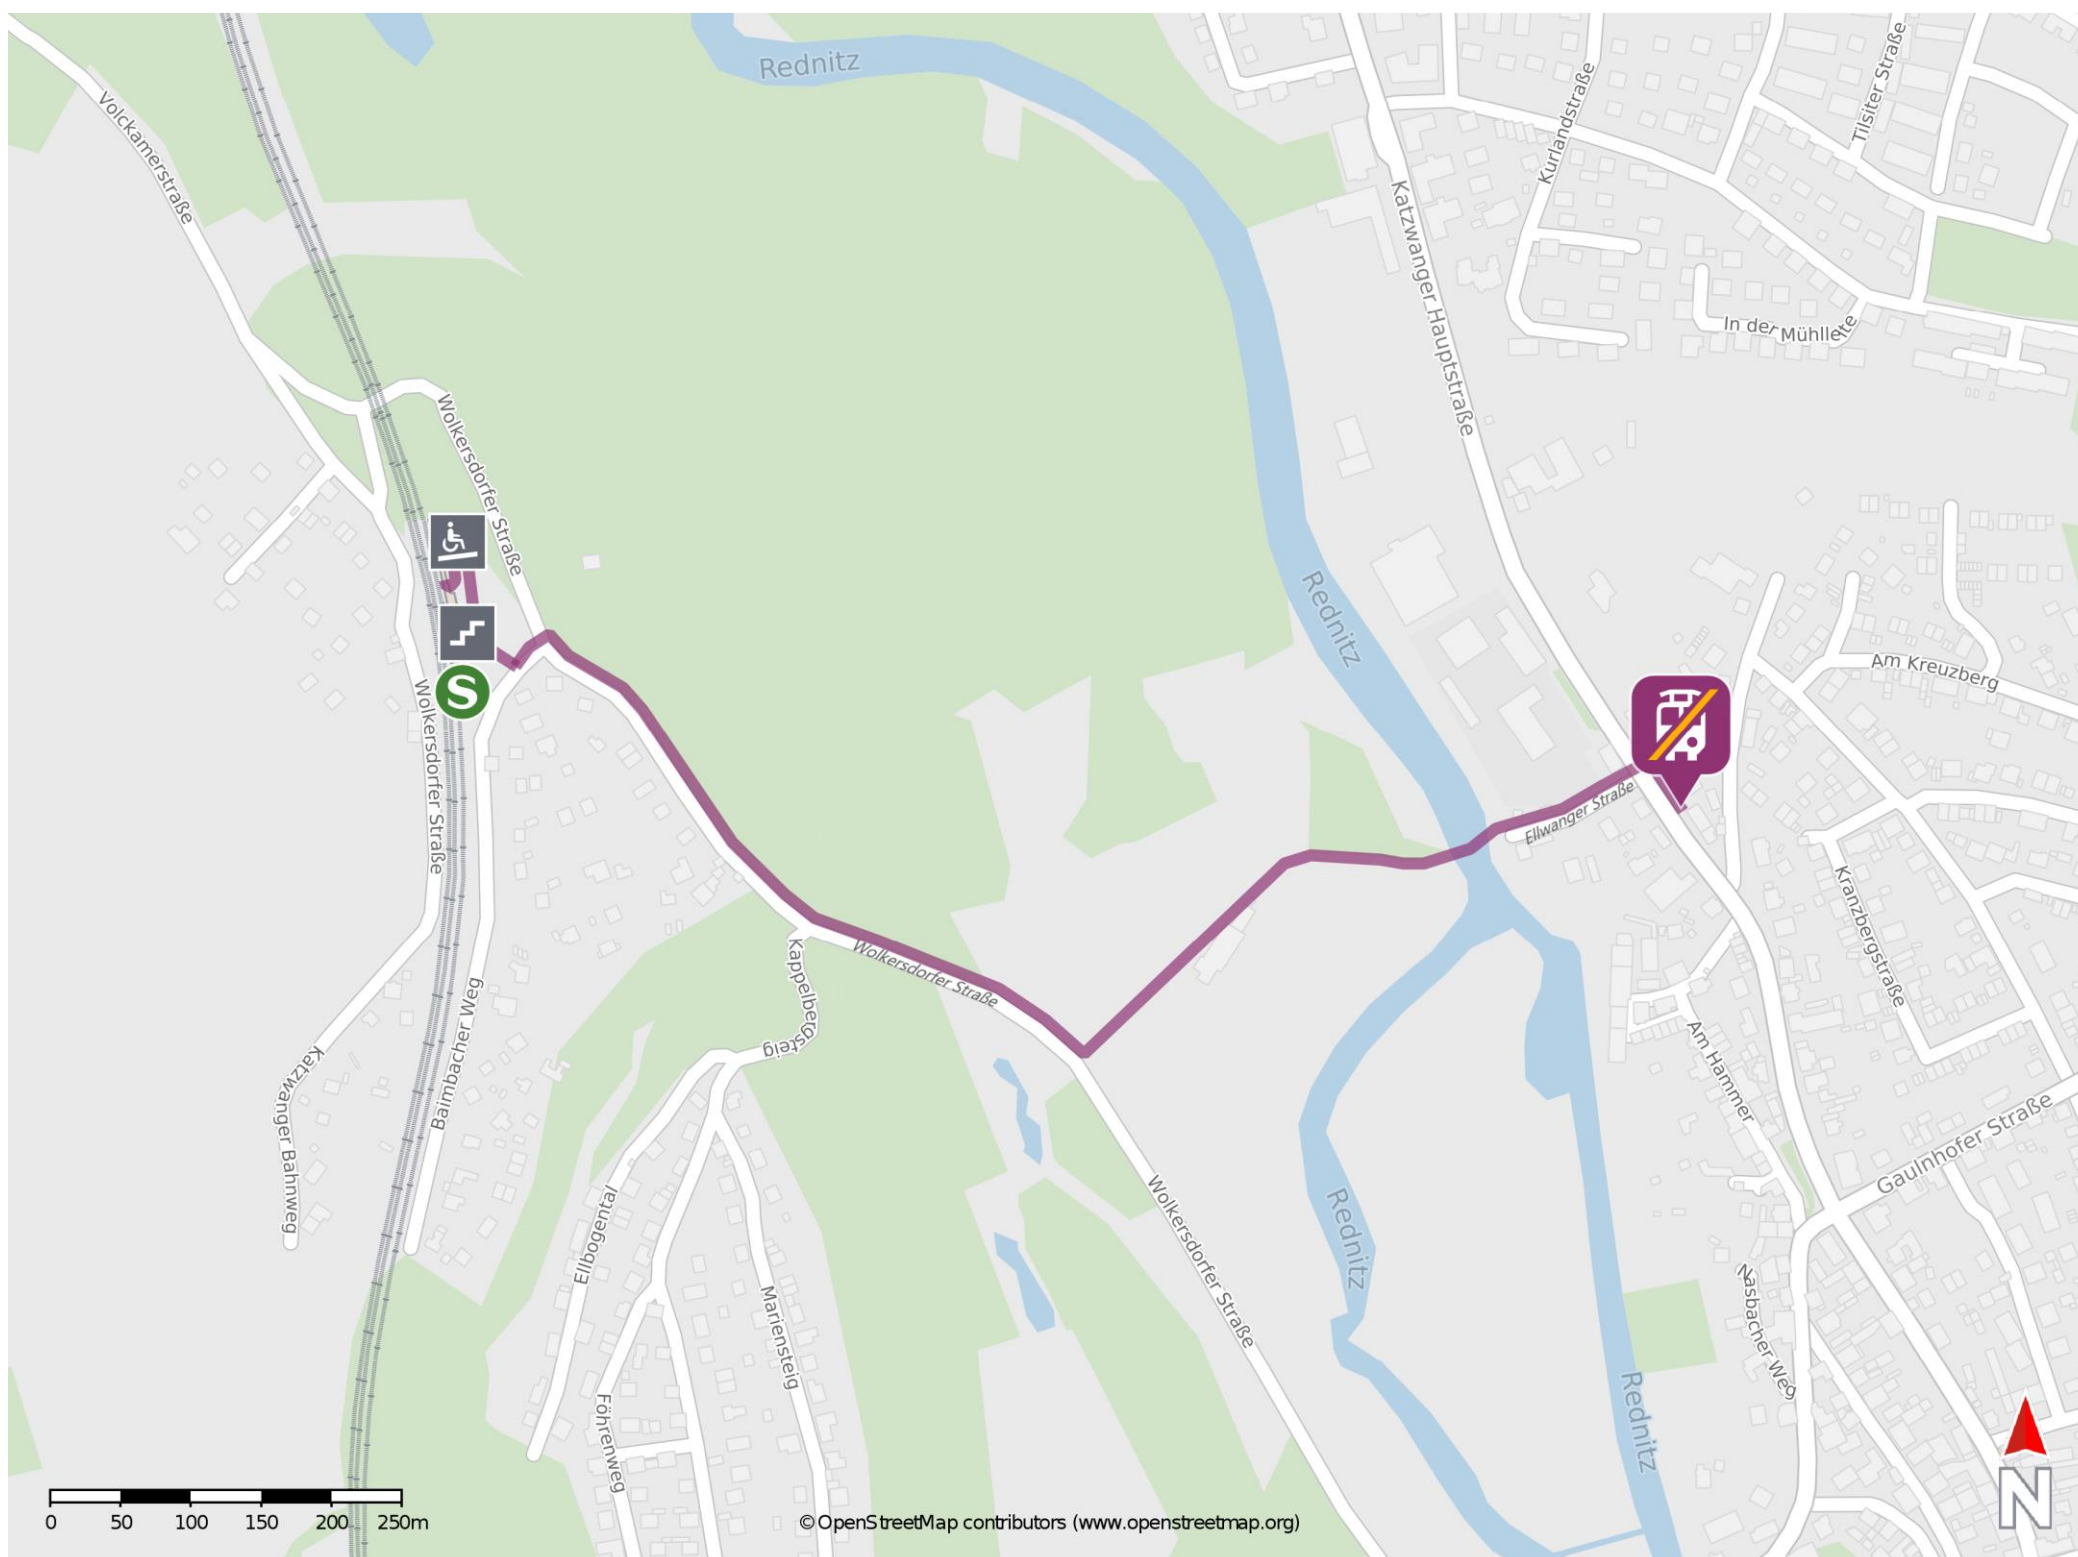 Rednitz
Volckamerstraße
Kurlandstraße
Tilsiter Straße
Katzwanger Hauptstraße
In der Mühlleite
Wolkersdorfer Straße
Rednitz
S
Am Kreuzberg
Wolkersdorfer Straße
Ellwanger Straße
Kranzbergstraße
Kappelbergsteig
Wolkersdorfer Straße
Baimbacher Weg
Katzwanger Bahnweg
Am Hammer
Gaulnhofer Straße
Ellbogental
Wolkersdorfer Straße
Rednitz
Mariensteig
Nasbacher Weg
Föhrenweg
Rednitz
N
0 50 100 150 200 250m
© OpenStreetMap contributors (www.openstreetmap.org)